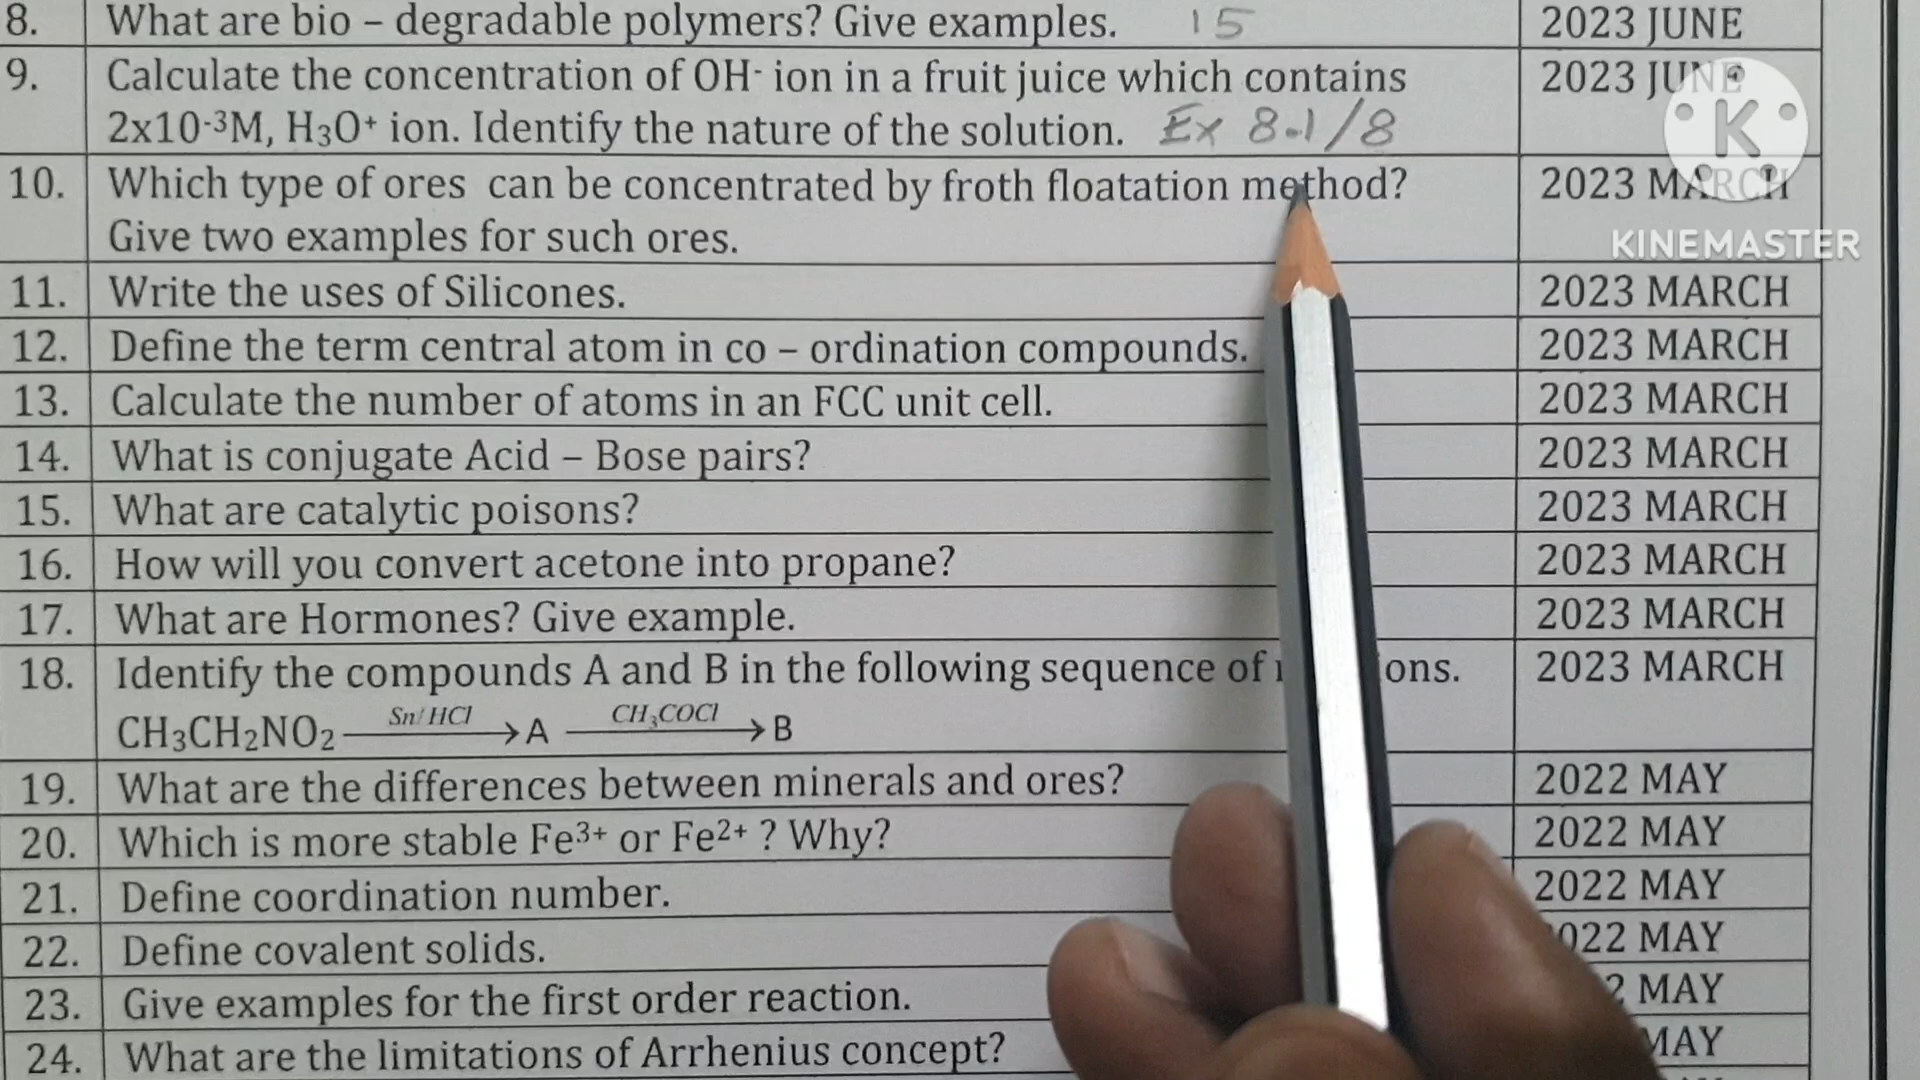 8. What are bio – degradable polymers? Give examples. 15 2023 JUNE
9. Calculate the concentration of OH- ion in a fruit juice which contains 2023 JUNE
2x10-3M, H3O+ ion. Identify the nature of the solution. Ex 8.1/8
10. Which type of ores can be concentrated by froth floatation method? 2023 MARCH
Give two examples for such ores.
K
KINEMASTER
11. Write the uses of Silicones. 2023 MARCH
12. Define the term central atom in co – ordination compounds. 2023 MARCH
13. Calculate the number of atoms in an FCC unit cell. 2023 MARCH
14. What is conjugate Acid – Bose pairs? 2023 MARCH
15. What are catalytic poisons? 2023 MARCH
16. How will you convert acetone into propane? 2023 MARCH
17. What are Hormones? Give example. 2023 MARCH
18. Identify the compounds A and B in the following sequence of 2023 MARCH
CH3CH2NO2 Sn/HCl → A CH3COCl → B
19. What are the differences between minerals and ores? 2022 MAY
20. Which is more stable Fe3+ or Fe2+ ? Why? 2022 MAY
21. Define coordination number. 2022 MAY
22. Define covalent solids. 022 MAY
23. Give examples for the first order reaction. 2 MAY
24. What are the limitations of Arrhenius concept? MAY